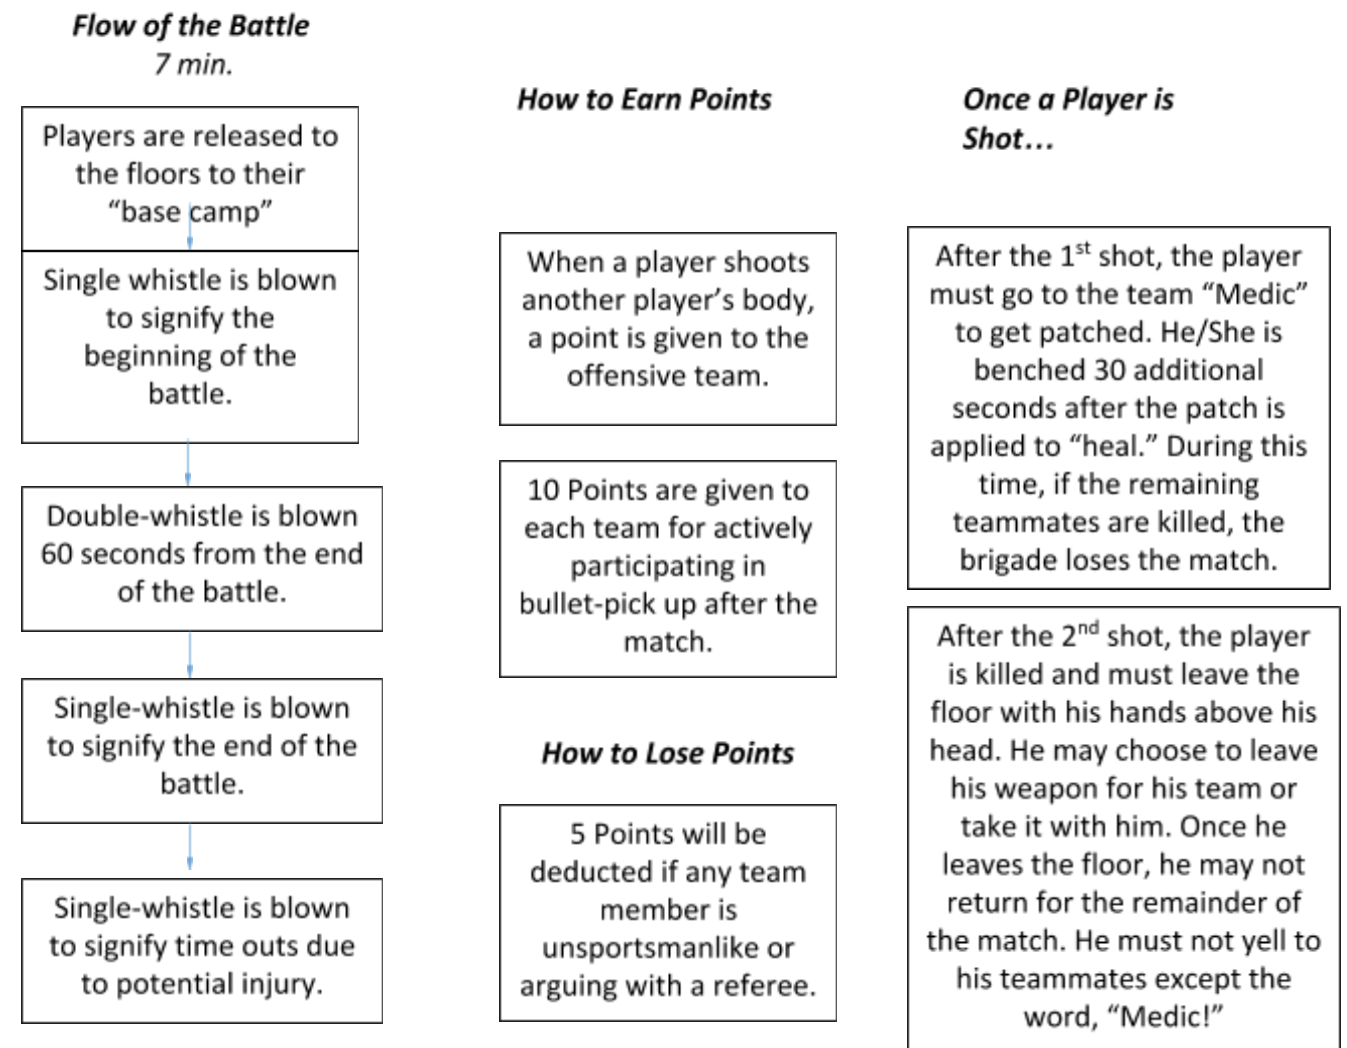 Flow of the Battle
7 min.
Players are released to
the floors to their
“base camp”
Single whistle is blown
to signify the
beginning of the
battle.
Double-whistle is blown
60 seconds from the end
of the battle.
Single-whistle is blown
to signify the end of the
battle.
Single-whistle is blown
to signify time outs due
to potential injury.
How to Earn Points
When a player shoots
another player’s body,
a point is given to the
offensive team.
10 Points are given to
each team for actively
participating in
bullet-pick up after the
match.
How to Lose Points
5 Points will be
deducted if any team
member is
unsportsmanlike or
arguing with a referee.
Once a Player is
Shot…
After the 1st shot, the player
must go to the team “Medic”
to get patched. He/She is
benched 30 additional
seconds after the patch is
applied to “heal.” During this
time, if the remaining
teammates are killed, the
brigade loses the match.
After the 2nd shot, the player
is killed and must leave the
floor with his hands above his
head. He may choose to leave
his weapon for his team or
take it with him. Once he
leaves the floor, he may not
return for the remainder of
the match. He must not yell to
his teammates except the
word, “Medic!”